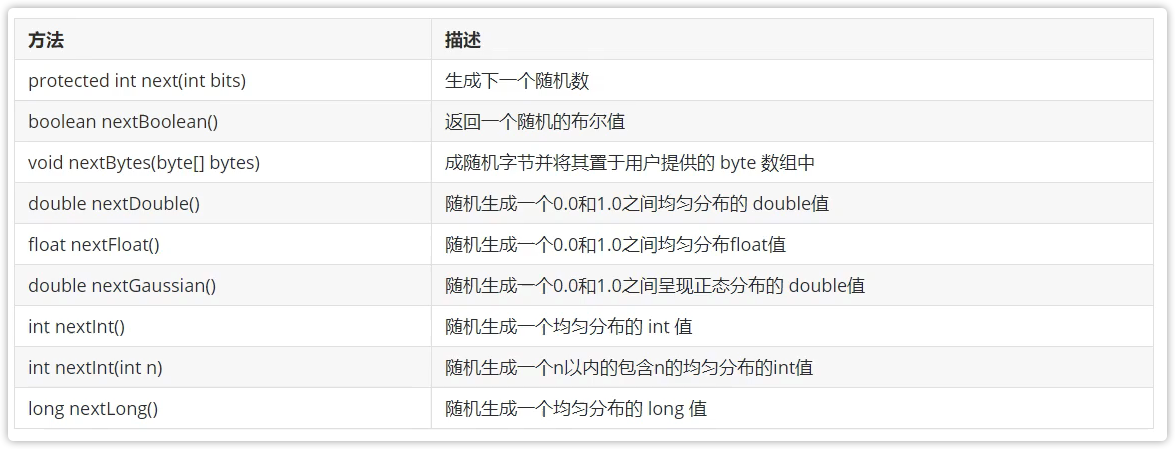 方法 描述
protected int next(int bits) 生成下一个随机数
boolean nextBoolean() 返回一个随机的布尔值
void nextBytes(byte[] bytes) 成随机字节并将其置于用户提供的 byte 数组中
double nextDouble() 随机生成一个0.0和1.0之间均匀分布的 double值
float nextFloat() 随机生成一个0.0和1.0之间均匀分布float值
double nextGaussian() 随机生成一个0.0和1.0之间呈现正态分布的 double值
int nextInt() 随机生成一个均匀分布的 int 值
int nextInt(int n) 随机生成一个n以内的包含n的均匀分布的int值
long nextLong() 随机生成一个均匀分布的 long 值